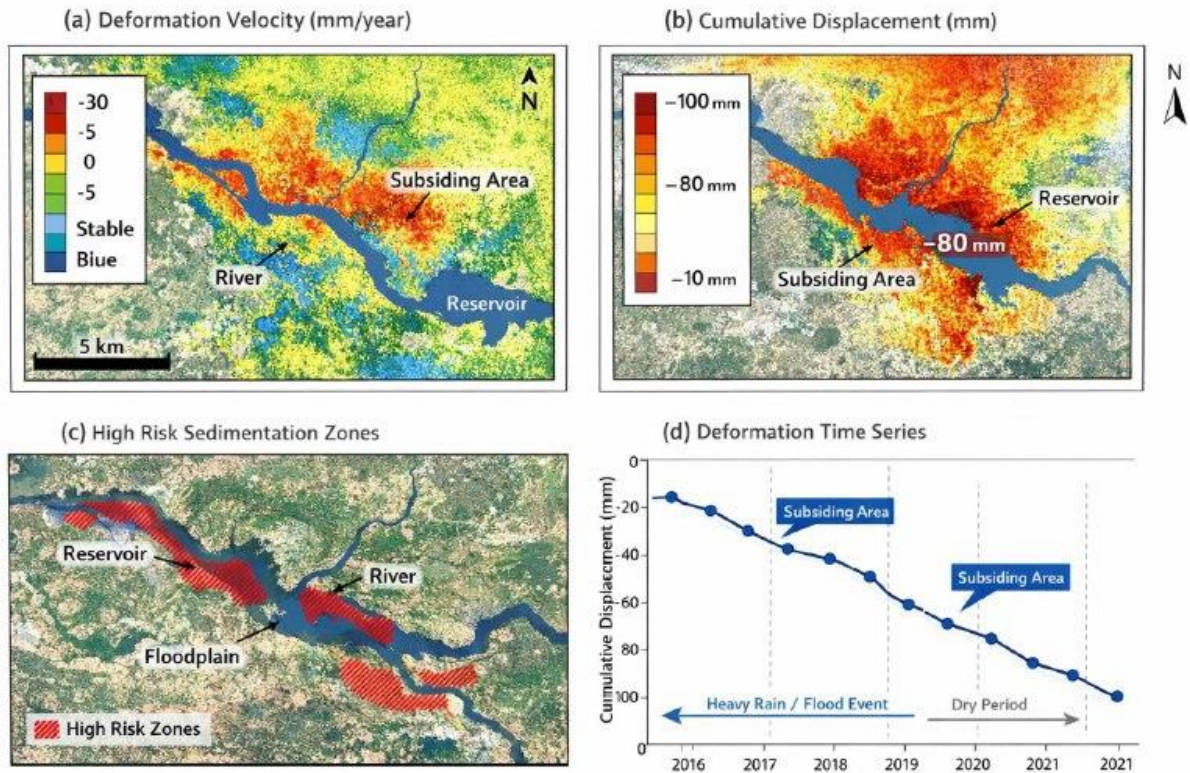 (a) Deformation Velocity (mm/year)
-30
-5
0
-5
Stable
Blue
N
Subsiding Area
River
Reservoir
5 km
(b) Cumulative Displacement (mm)
-100 mm
-80 mm
-10 mm
N
Reservoir
-80 mm
Subsiding Area
(c) High Risk Sedimentation Zones
Reservoir
River
Floodplain
High Risk Zones
(d) Deformation Time Series
Cumulative Displacement (mm)
0
-20
-40
-60
80
100
0
Subsiding Area
Subsiding Area
Heavy Rain / Flood Event
Dry Period
2016 2017 2018 2019 2020 2021 2021